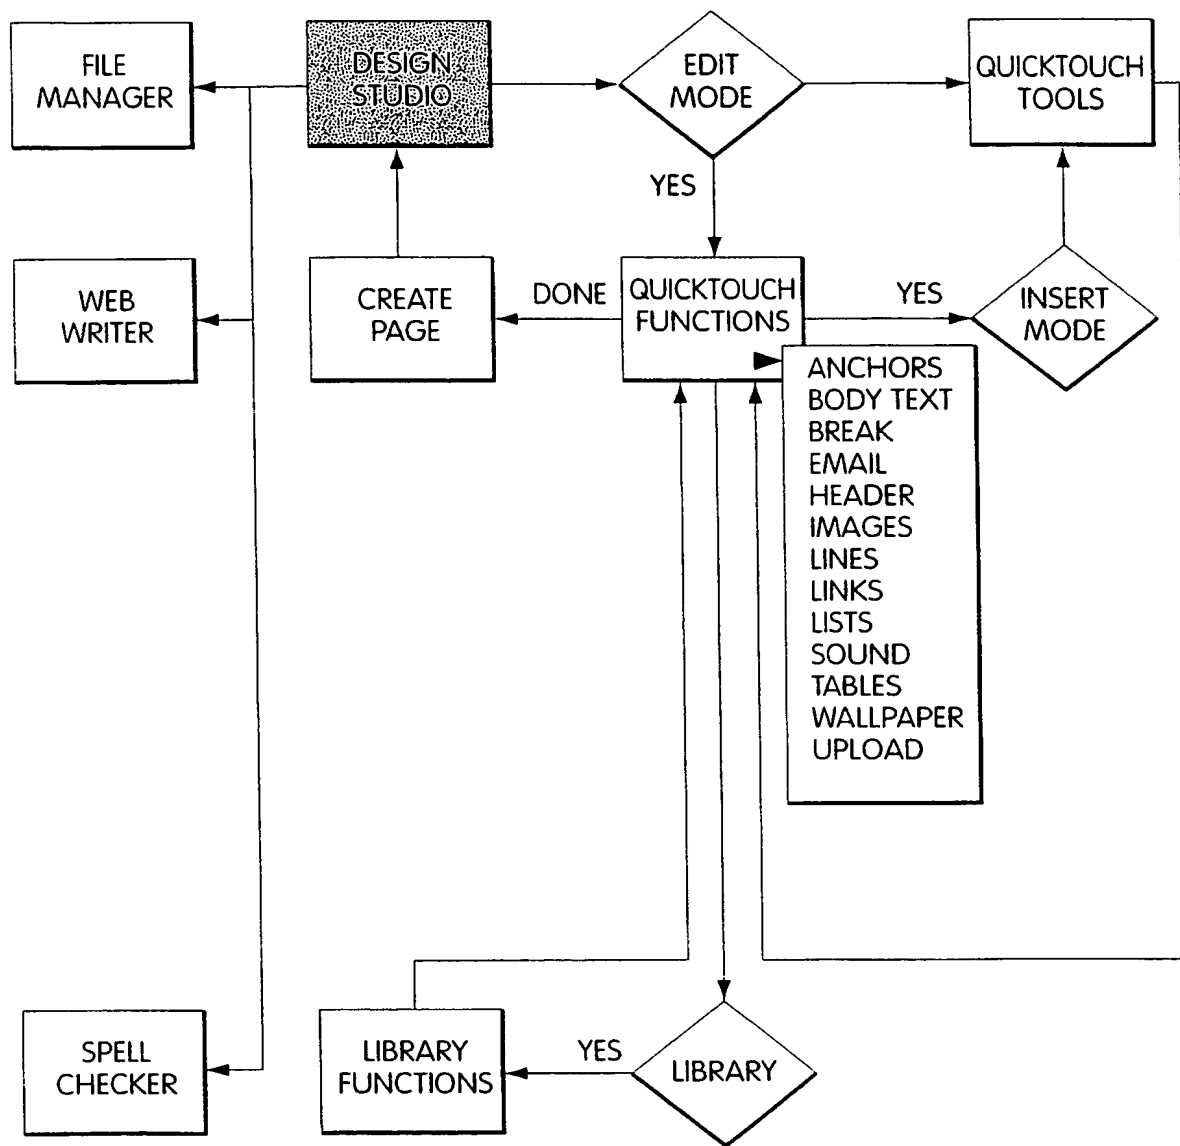 FILE
MANAGER
DESIGN
STUDIO
EDIT
MODE
QUICKTOUCH
TOOLS
YES
WEB
WRITER
CREATE
PAGE
DONE
QUICKTOUCH
FUNCTIONS
YES
INSERT
MODE
ANCHORS
BODY TEXT
BREAK
EMAIL
HEADER
IMAGES
LINES
LINKS
LISTS
SOUND
TABLES
WALLPAPER
UPLOAD
SPELL
CHECKER
LIBRARY
FUNCTIONS
YES
LIBRARY